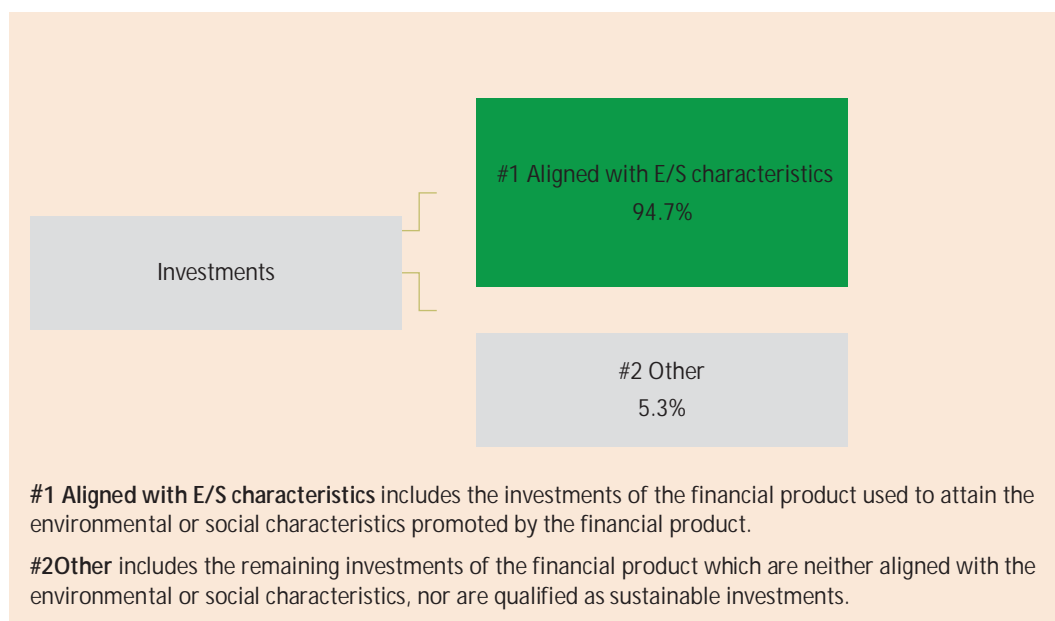 #1 Aligned with E/S characteristics
94.7%
Investments
#2 Other
5.3%
#1 Aligned with E/S characteristics includes the investments of the financial product used to attain the
environmental or social characteristics promoted by the financial product.
#2Other includes the remaining investments of the financial product which are neither aligned with the
environmental or social characteristics, nor are qualified as sustainable investments.